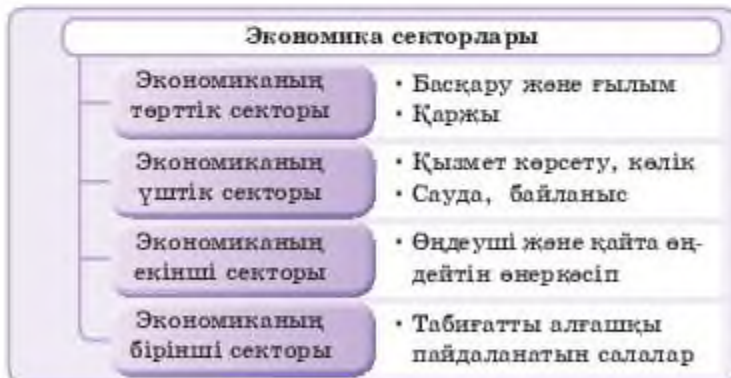 Экономика секторлары
Экономиканың
төрттік секторы
• Басқару және ғылым
• Қаржы
Экономиканың
үштік секторы
• Қызмет көрсету, көлік
• Сауда, байланыс
Экономиканың
екінші секторы
• Өңдеуші және қайта өң-
дейтін өнеркәсіп
Экономиканың
бірінші секторы
• Табиғатты алғашқы
пайдаланатын салалар